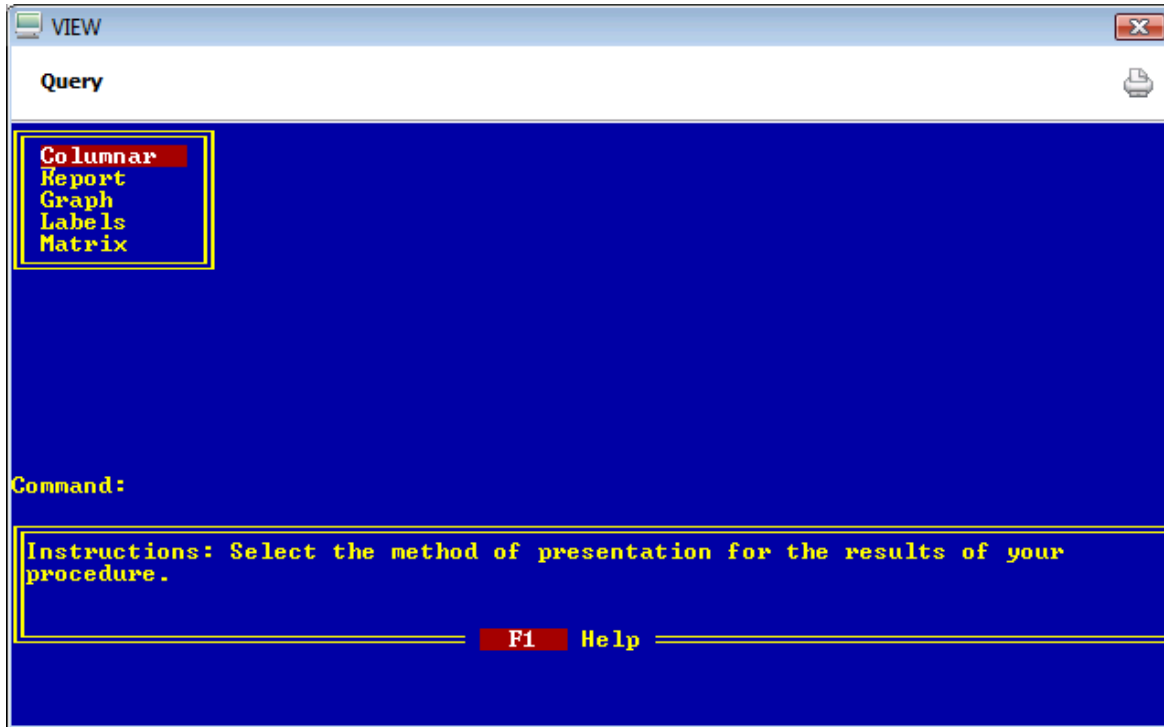 VIEW
Query
Columnar
Report
Graph
Labels
Matrix
Command:
Instructions: Select the method of presentation for the results of your
procedure.
F1 Help